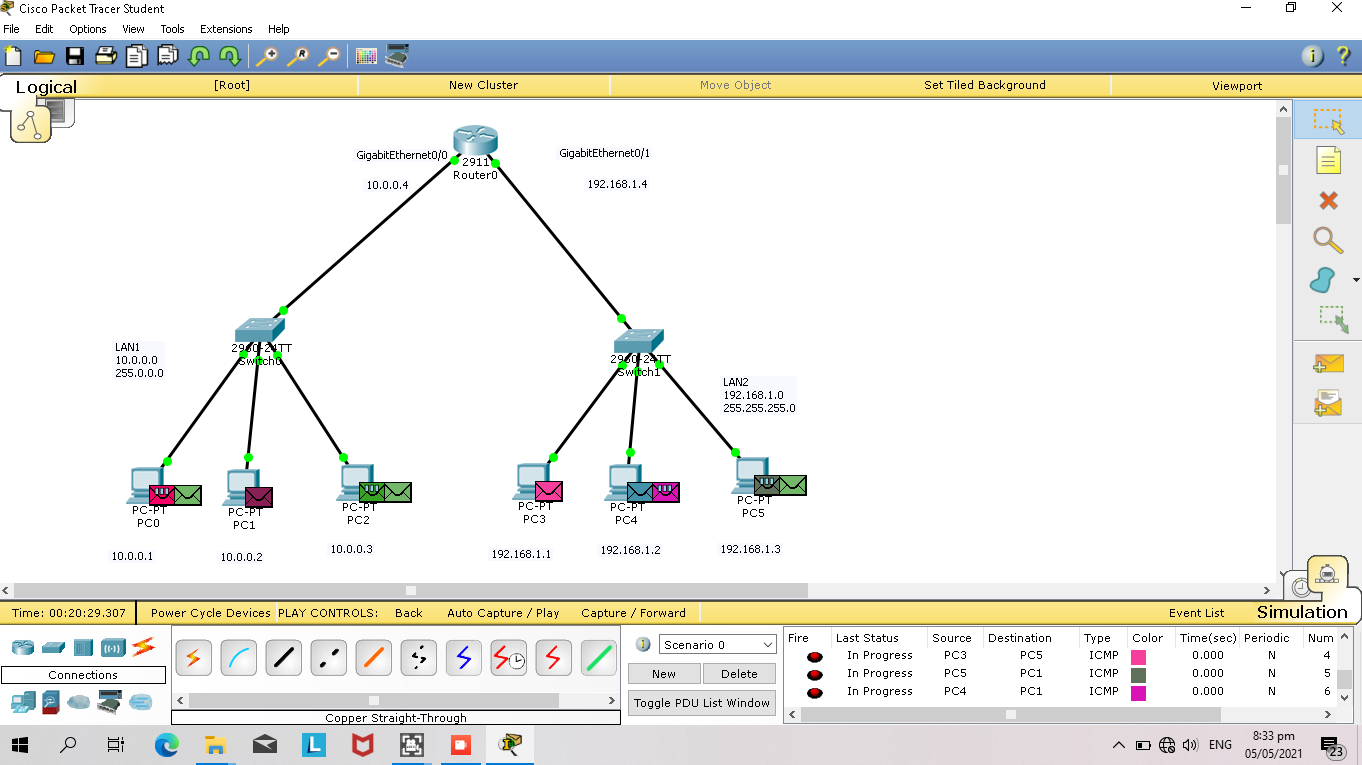 Cisco Packet Tracer Student
File Edit Options View Tools Extensions Help
Logical [Root] New Cluster Move Object Set Tiled Background Viewport
GigabitEthernet0/0
10.0.0.4
2911
Router0
GigabitEthernet0/1
192.168.1.4
LAN1
10.0.0.0
255.0.0.0
2960-24TT
Switch0
2960-24TT
Switch1
LAN2
192.168.1.0
255.255.255.0
PC-PT
PC0
10.0.0.1
PC-PT
PC1
10.0.0.2
PC-PT
PC2
10.0.0.3
PC-PT
PC3
192.168.1.1
PC-PT
PC4
192.168.1.2
PC-PT
PC5
192.168.1.3
Time: 00:20:29.307 Power Cycle Devices PLAY CONTROLS: Back Auto Capture / Play Capture / Forward Event List Simulation
Connections
Copper Straight-Through
Scenario 0
New Delete
Toggle PDU List Window
Fire Last Status Source Destination Type Color Time(sec) Periodic Num
In Progress PC3 PC5 ICMP 0.000 N 4
In Progress PC5 PC1 ICMP 0.000 N 5
In Progress PC4 PC1 ICMP 0.000 N 6
L
ENG
8:33 pm
05/05/2021
23